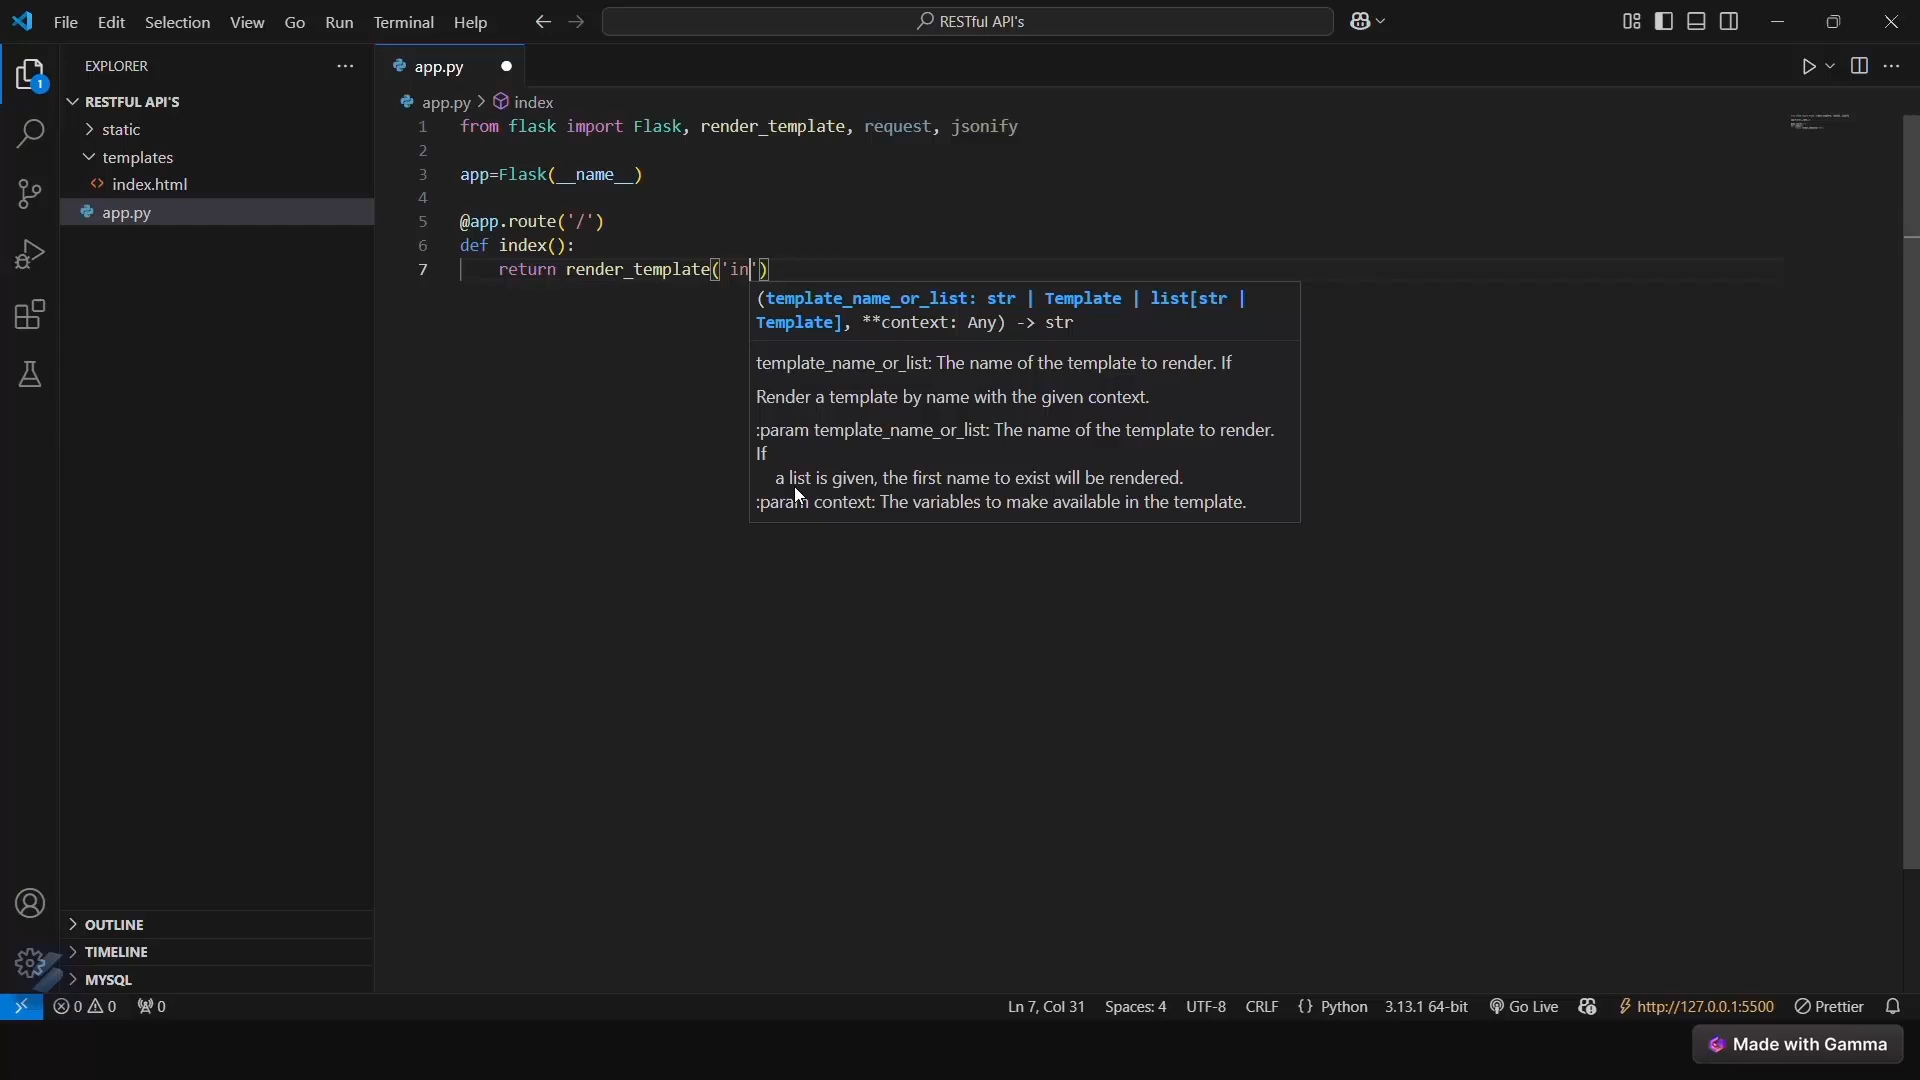 File Edit Selection View Go Run Terminal Help
RESTful API's
EXPLORER
RESTFUL API'S
static
templates
<> index.html
app.py
OUTLINE
TIMELINE
MYSQL
app.py
app.py > index
1 from flask import Flask, render_template, request, jsonify
2
3 app=Flask(__name__)
4
5 @app.route('/')
6 def index():
7 return render_template('in')
(template_name_or_list: str | Template | list[str |
Template], **context: Any) -> str
template_name_or_list: The name of the template to render. If
Render a template by name with the given context.
:param template_name_or_list: The name of the template to render.
If
a list is given, the first name to exist will be rendered.
:param context: The variables to make available in the template.
1
0 0 0
Ln 7, Col 31 Spaces: 4 UTF-8 CRLF {} Python 3.13.1 64-bit Go Live http://127.0.0.1:5500 Prettier
Made with Gamma